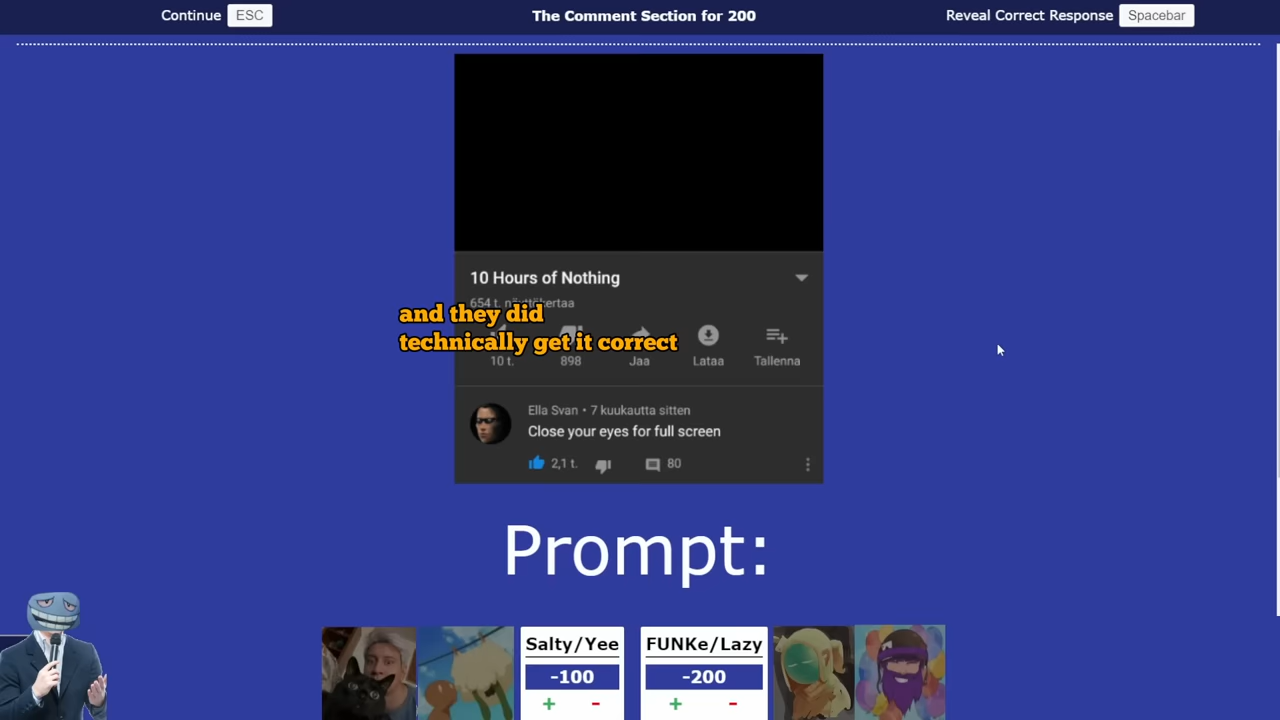 Continue ESC The Comment Section for 200 Reveal Correct Response Spacebar
10 Hours of Nothing
654 t.
and they did
technically get it correct
10 t. 898 Jaa Lataa Tallenna
Ella Svan • 7 kuukautta sitten
Close your eyes for full screen
2,1 t. 80
Prompt:
Salty/Yee FUNKe/Lazy
-100 -200
+ - + -